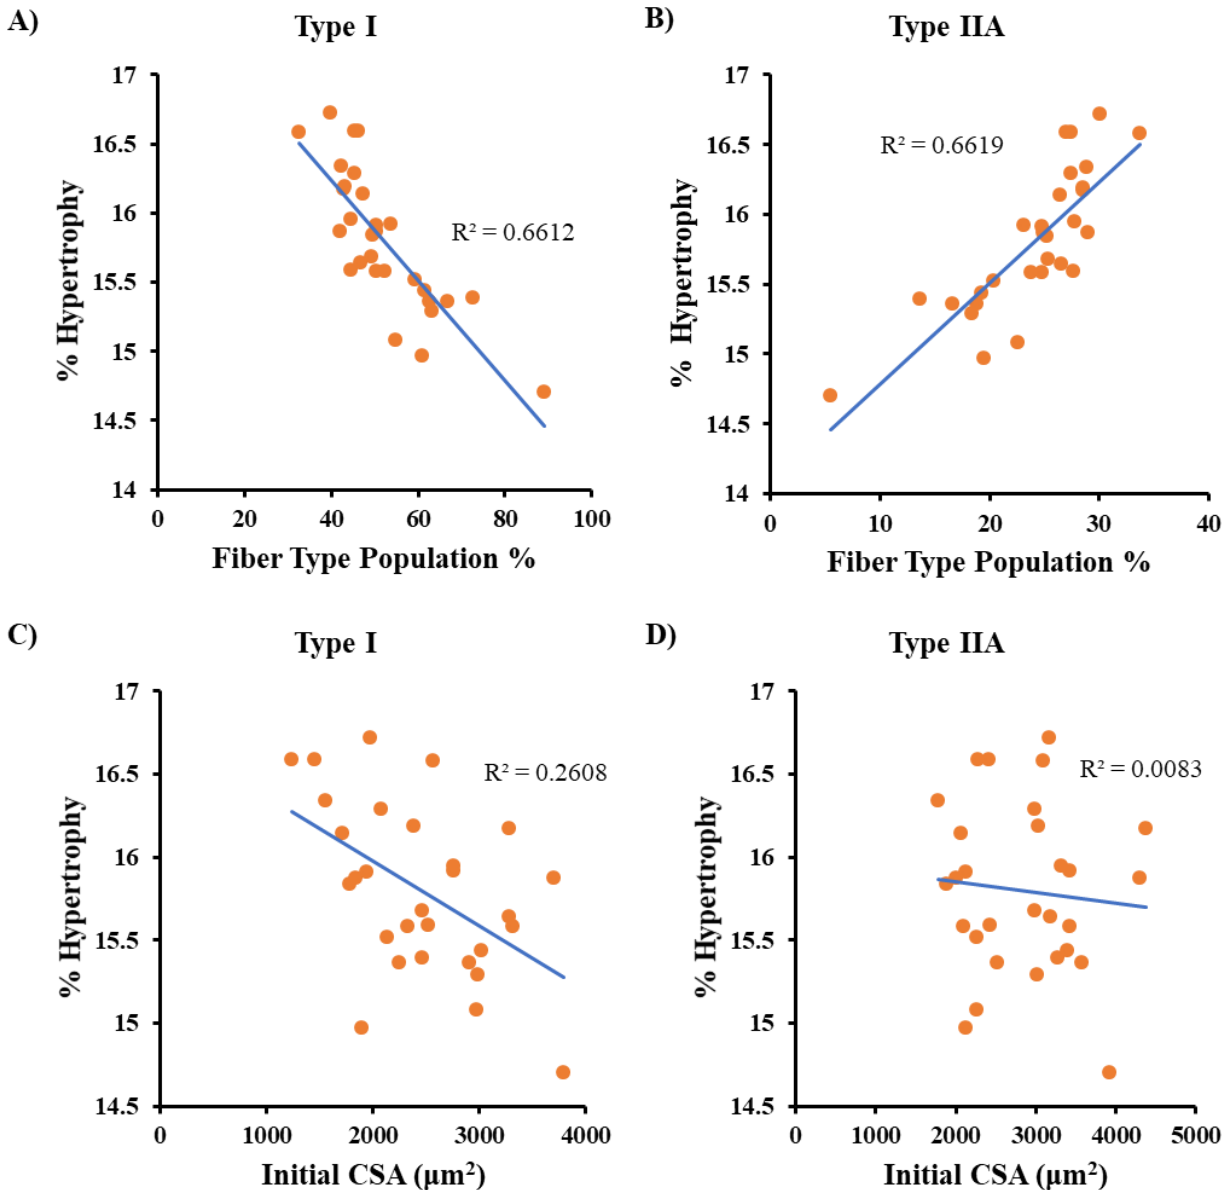 A)
Type I
17
16.5
16
15.5
15
14.5
14
% Hypertrophy
R² = 0.6612
0 20 40 60 80 100
Fiber Type Population %
B)
Type IIA
17
16.5
16
15.5
15
14.5
14
% Hypertrophy
R² = 0.6619
0 10 20 30 40
Fiber Type Population %
C)
Type I
17
16.5
16
15.5
15
14.5
% Hypertrophy
R² = 0.2608
0 1000 2000 3000 4000
Initial CSA (μm²)
D)
Type IIA
17
16.5
16
15.5
15
14.5
% Hypertrophy
R² = 0.0083
0 1000 2000 3000 4000 5000
Initial CSA (μm²)